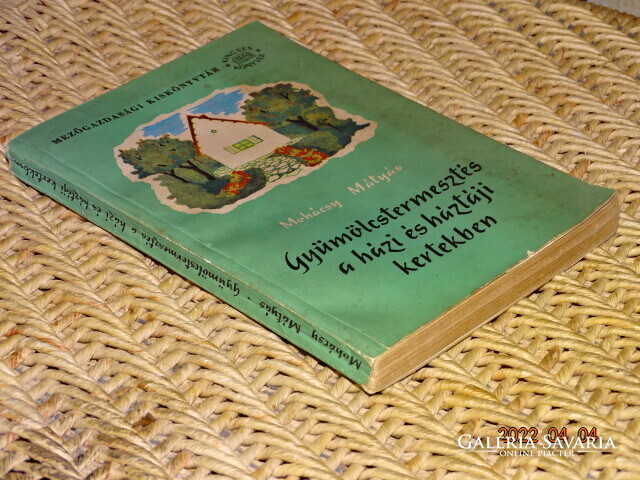 MEZŐGAZDASÁGI KISKÖNYVTÁR
Mohácsy Mátyás
Gyümölcstermesztés
a házi és háztáji
kertekben
Mohácsy Mátyás · Gyümölcstermesztés a házi és háztáji kertekben
2022.04.04.
GALERIA SAVARIA
ONLINE PIACTÉR